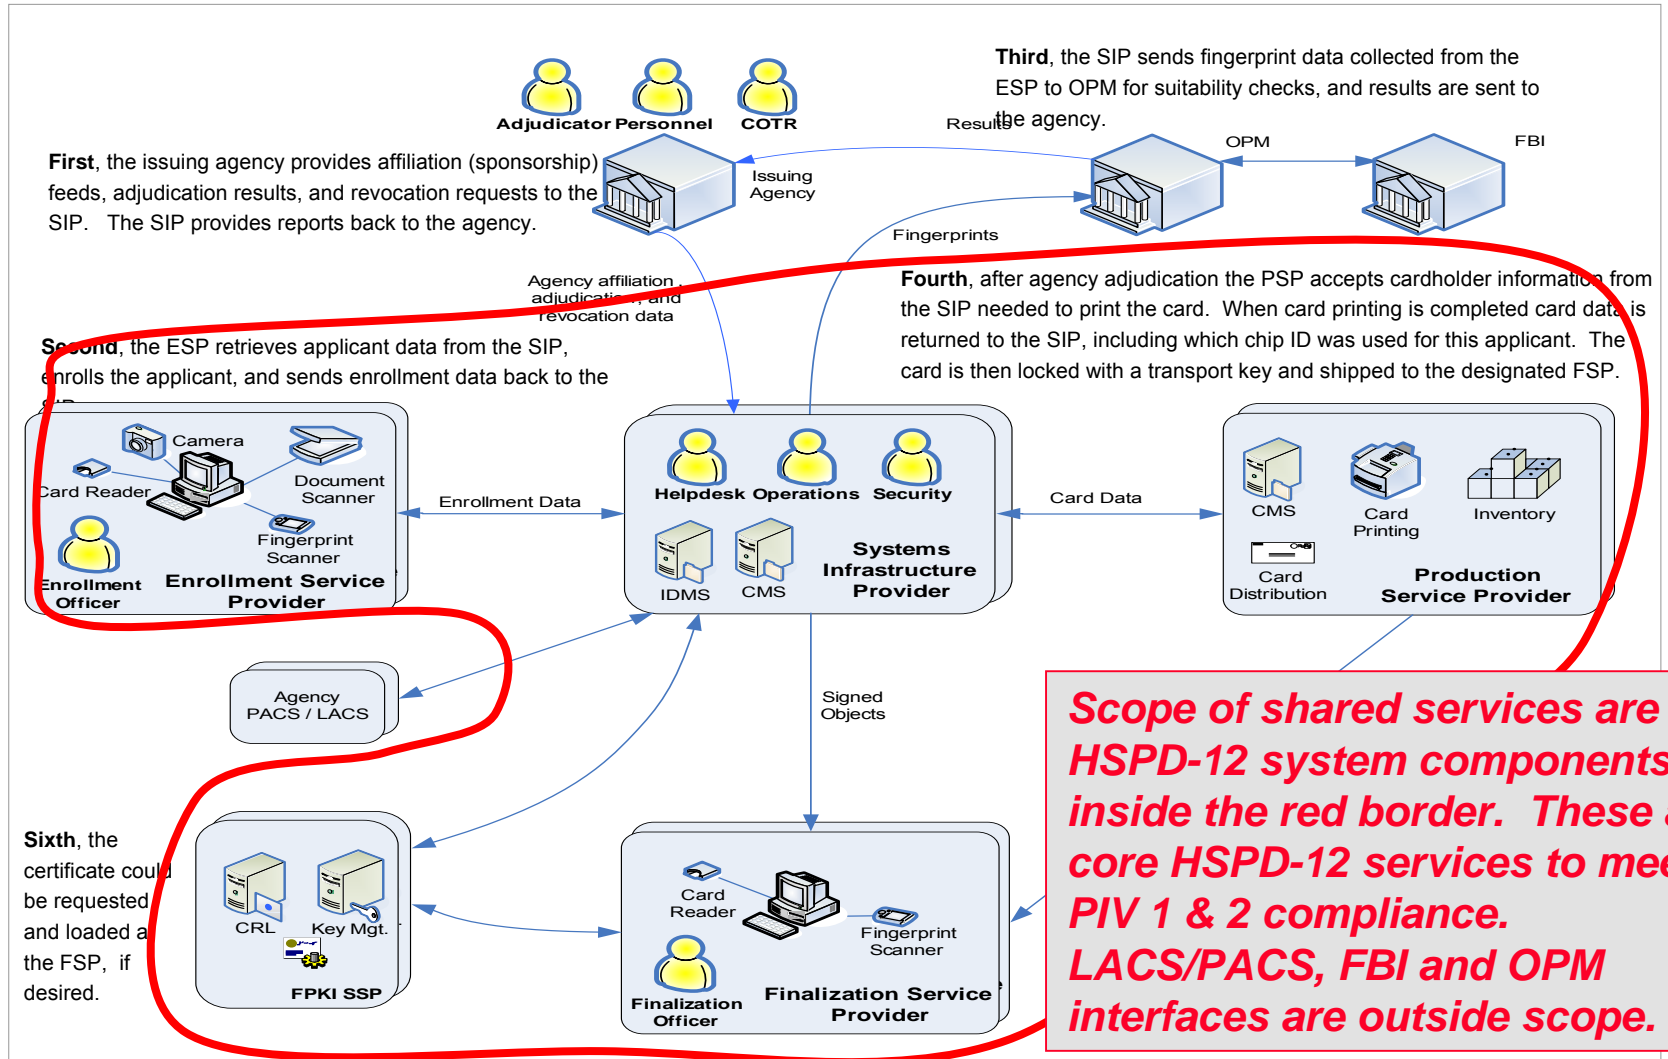 Third, the SIP sends fingerprint data collected from the
ESP to OPM for suitability checks, and results are sent to
the agency.
Adjudicator Personnel COTR
Results
OPM
FBI
First, the issuing agency provides affiliation (sponsorship)
feeds, adjudication results, and revocation requests to the
SIP. The SIP provides reports back to the agency.
Issuing
Agency
Fingerprints
Agency affiliation,
adjudication, and
revocation data
Fourth, after agency adjudication the PSP accepts cardholder information from
the SIP needed to print the card. When card printing is completed card data is
returned to the SIP, including which chip ID was used for this applicant. The
card is then locked with a transport key and shipped to the designated FSP.
Second, the ESP retrieves applicant data from the SIP,
enrolls the applicant, and sends enrollment data back to the
Camera
Card Reader
Document
Scanner
Fingerprint
Scanner
Enrollment
Officer
Enrollment Service
Provider
Enrollment Data
Helpdesk Operations Security
IDMS
CMS
Systems
Infrastructure
Provider
Card Data
CMS
Card
Printing
Inventory
Card
Distribution
Production
Service Provider
Agency
PACS / LACS
Signed
Objects
Scope of shared services are
HSPD-12 system components
inside the red border. These
core HSPD-12 services to
PIV 1 & 2 compliance.
LACS/PACS, FBI and OPM
interfaces are outside scope.
Sixth, the
certificate could
be requested
and loaded
the FSP, if
desired.
CRL
Key Mgt.
FPKI SSP
Card
Reader
Fingerprint
Scanner
Finalization
Officer
Finalization Service
Provider